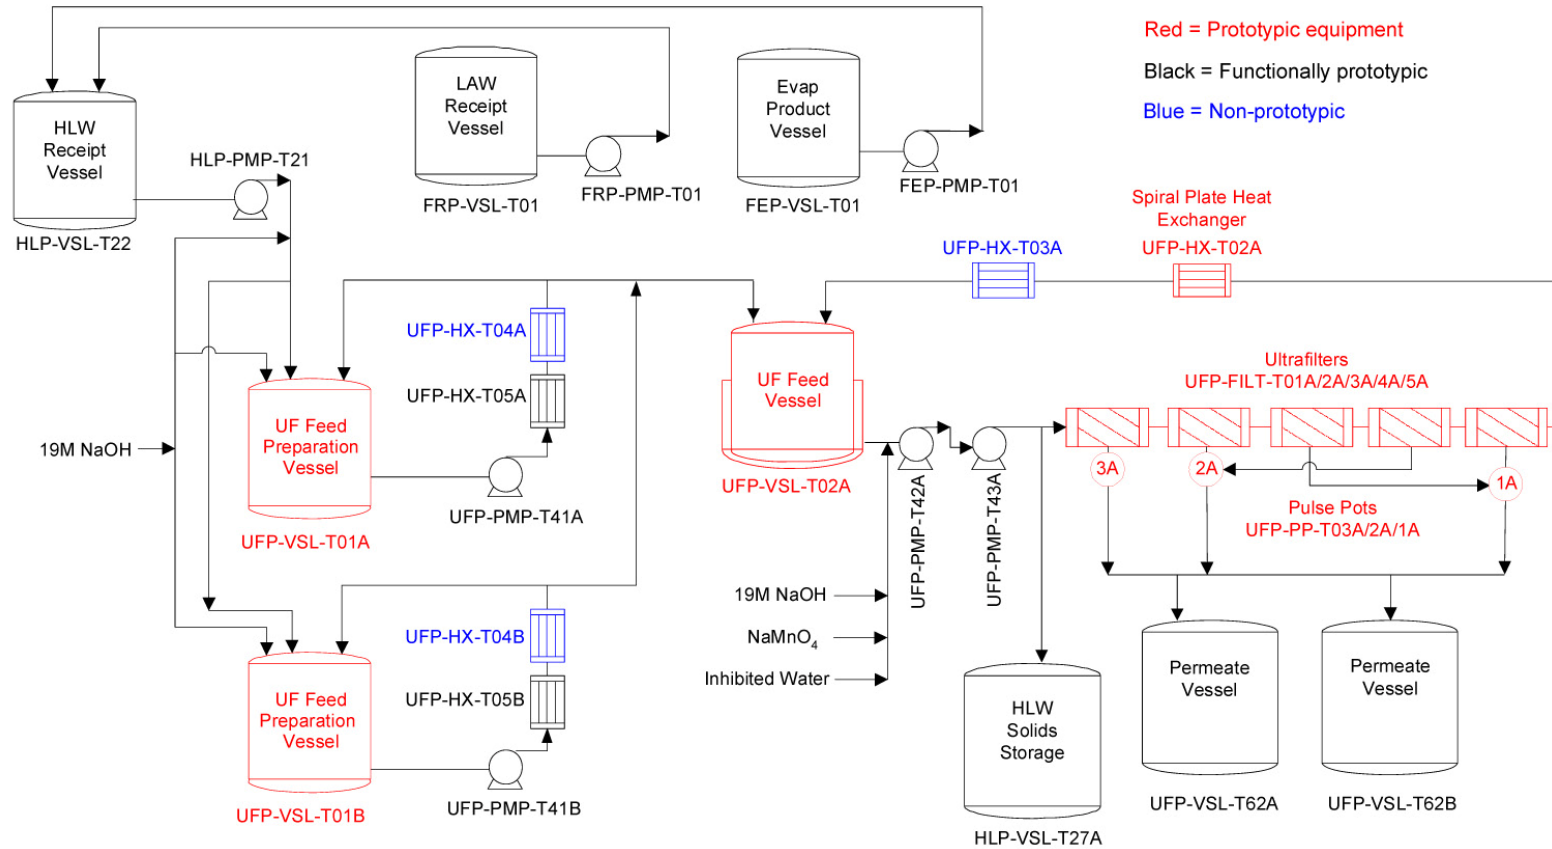 Red = Prototypic equipment
Black = Functionally prototypic
Blue = Non-prototypic
HLW
Receipt
Vessel
HLP-VSL-T22
HLP-PMP-T21
LAW
Receipt
Vessel
FRP-VSL-T01
FRP-PMP-T01
Evap
Product
Vessel
FEP-VSL-T01
FEP-PMP-T01
Spiral Plate Heat
Exchanger
UFP-HX-T02A
UFP-HX-T03A
UFP-HX-T04A
UFP-HX-T05A
19M NaOH
UF Feed
Preparation
Vessel
UFP-VSL-T01A
UFP-PMP-T41A
UF Feed
Vessel
UFP-VSL-T02A
UFP-PMP-T42A
UFP-PMP-T43A
Ultrafilters
UFP-FILT-T01A/2A/3A/4A/5A
3A
2A
1A
Pulse Pots
UFP-PP-T03A/2A/1A
UFP-HX-T04B
UFP-HX-T05B
UF Feed
Preparation
Vessel
UFP-VSL-T01B
UFP-PMP-T41B
19M NaOH
NaMnO4
Inhibited Water
HLW
Solids
Storage
HLP-VSL-T27A
Permeate
Vessel
UFP-VSL-T62A
Permeate
Vessel
UFP-VSL-T62B